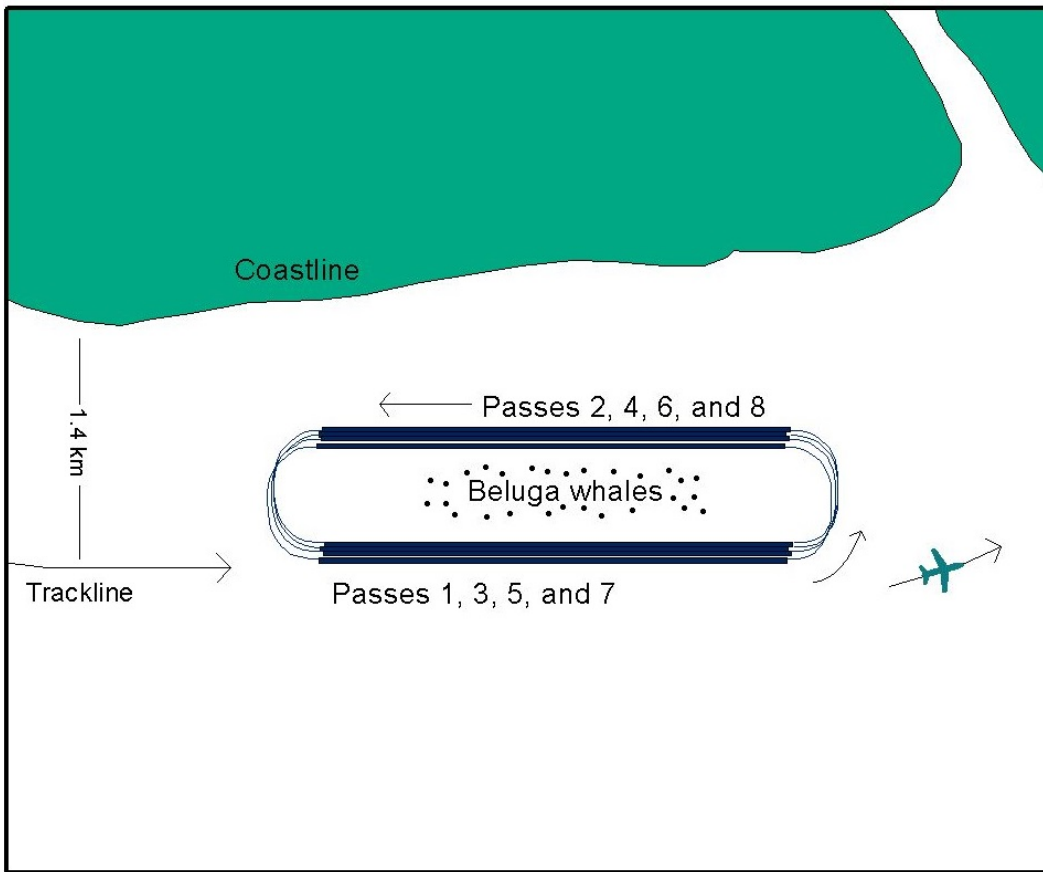 Coastline
Passes 2, 4, 6, and 8
1.4 km
Beluga whales
Trackline
Passes 1, 3, 5, and 7